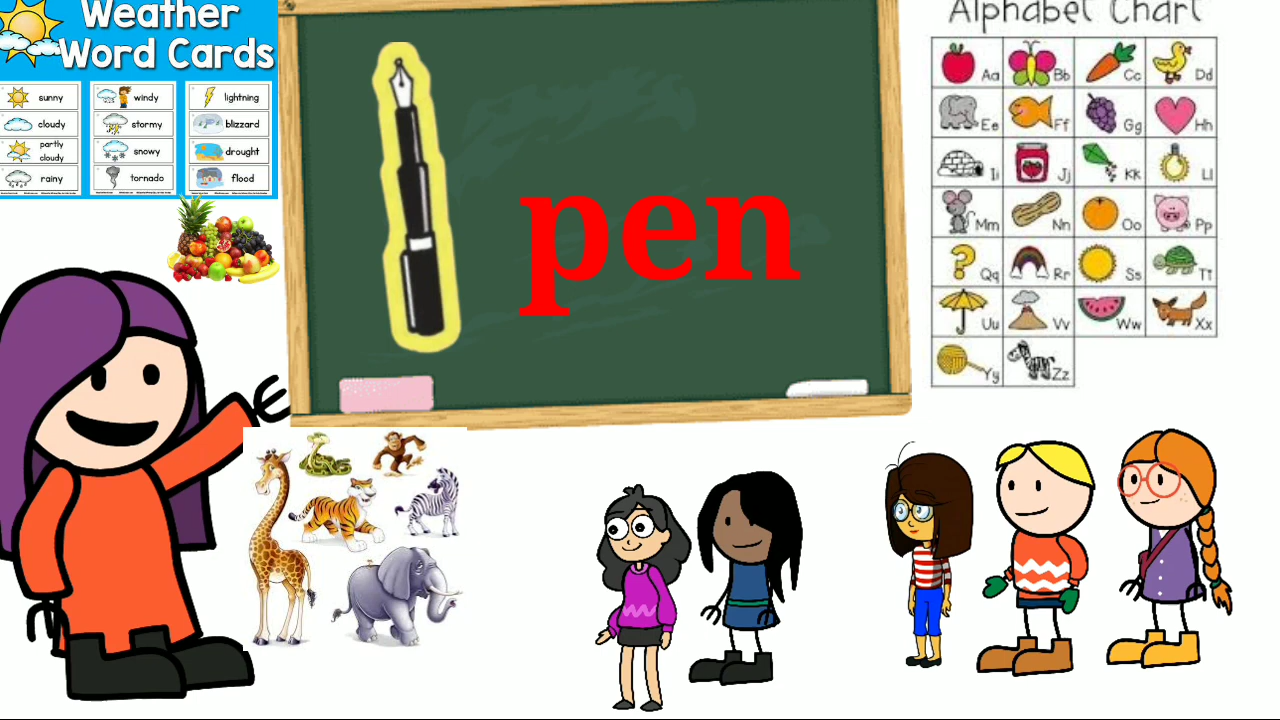 Weather
Word Cards
sunny
cloudy
partly
cloudy
rainy
windy
stormy
snowy
tornado
lightning
blizzard
drought
flood
pen
Alphabet Chart
Aa
Bb
Cc
Dd
Ee
Ff
Gg
Hh
Ii
Jj
Kk
Ll
Mm
Nn
Oo
Pp
Qq
Rr
Ss
Tt
Uu
Vv
Ww
Xx
Yy
Zz